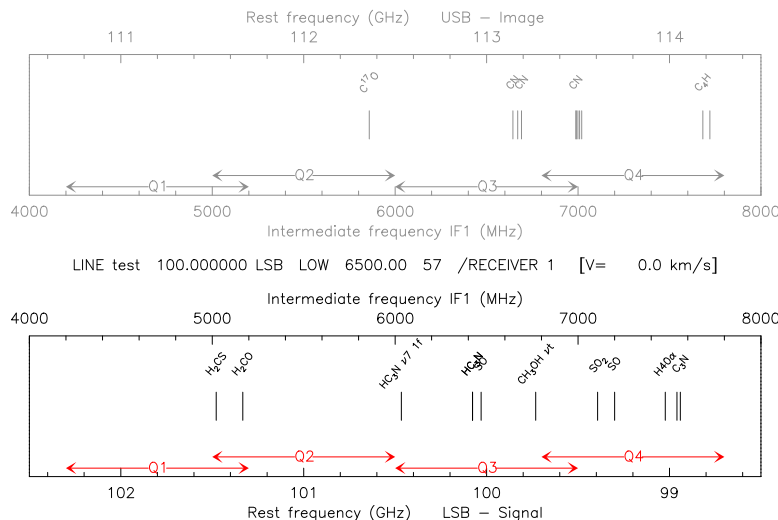 Rest frequency (GHz) USB – Image
111 112 113 114
C¹⁷O CN CN CN C₄H
Q1 Q2 Q3 Q4
4000 5000 6000 7000 8000
Intermediate frequency IF1 (MHz)
LINE test 100.000000 LSB LOW 6500.00 57 /RECEIVER 1 [V= 0.0 km/s]
Intermediate frequency IF1 (MHz)
4000 5000 6000 7000 8000
H₂CS H₂CO HC₃N ν7 1f HC₃N SO CH₃OH νt SO₂ SO H40α C₃N
Q1 Q2 Q3 Q4
102 101 100 99
Rest frequency (GHz) LSB – Signal